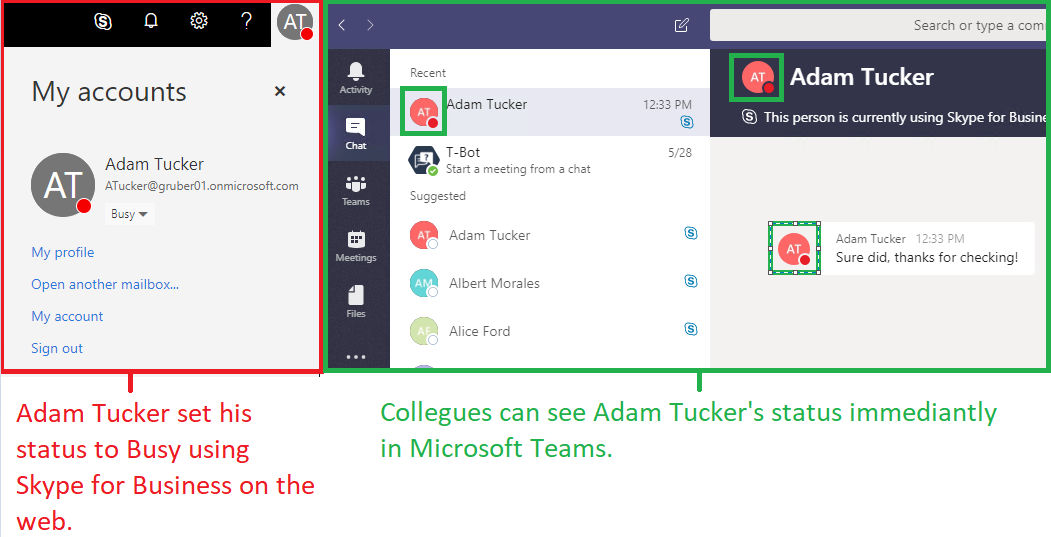 AT
My accounts
AT
Adam Tucker
ATucker@gruber01.onmicrosoft.com
Busy
My profile
Open another mailbox...
My account
Sign out
Adam Tucker set his
status to Busy using
Skype for Business on the
web.
Search or type a com
Activity
Chat
Teams
Meetings
Files
Recent
AT
Adam Tucker 12:33 PM
T-Bot 5/28
Start a meeting from a chat
Suggested
AT Adam Tucker
AM Albert Morales
AF Alice Ford
AT Adam Tucker
This person is currently using Skype for Busine
AT
Adam Tucker 12:33 PM
Sure did, thanks for checking!
Collegues can see Adam Tucker's status immediantly
in Microsoft Teams.